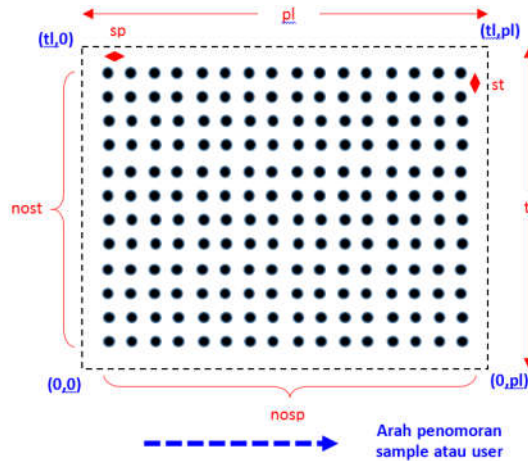 pl
(tl,0)
(tl,pl)
sp
st
nost
t
(0,0)
(0,pl)
nosp
Arah penomoran
sample atau user